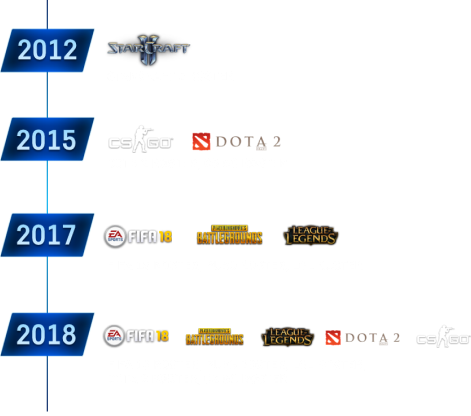 2012 STARCRAFT II
2015 CS:GO DOTA 2
2017 EA SPORTS FIFA 18 PLAYERUNKNOWN'S BATTLEGROUNDS LEAGUE OF LEGENDS
2018 EA SPORTS FIFA 18 PLAYERUNKNOWN'S BATTLEGROUNDS LEAGUE OF LEGENDS DOTA 2 CS:GO